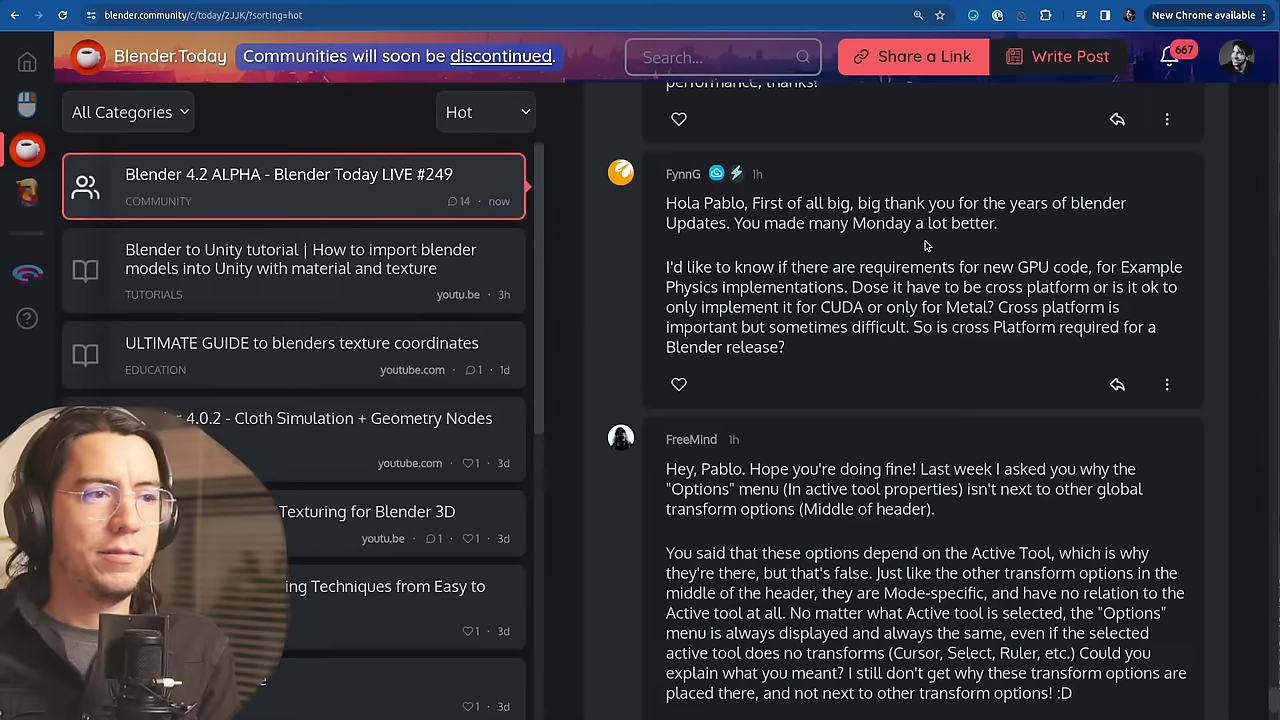 blender.community/c/today/2JJK/?sorting=hot
New Chrome available
Blender.Today
Communities will soon be discontinued.
Search...
Share a Link
Write Post
667
All Categories
Hot
Blender 4.2 ALPHA - Blender Today LIVE #249
COMMUNITY
14 · now
Blender to Unity tutorial | How to import blender
models into Unity with material and texture
TUTORIALS
youtu.be · 3h
ULTIMATE GUIDE to blenders texture coordinates
EDUCATION
youtube.com · 1 · 1d
4.0.2 - Cloth Simulation + Geometry Nodes
youtube.com · 1 · 3d
Texturing for Blender 3D
youtu.be · 1 · 1 · 3d
Techniques from Easy to
1 · 3d
1 · 3d
performance, thanks!
FynnG 1h
Hola Pablo, First of all big, big thank you for the years of blender
Updates. You made many Monday a lot better.
I'd like to know if there are requirements for new GPU code, for Example
Physics implementations. Dose it have to be cross platform or is it ok to
only implement it for CUDA or only for Metal? Cross platform is
important but sometimes difficult. So is cross Platform required for a
Blender release?
FreeMind 1h
Hey, Pablo. Hope you're doing fine! Last week I asked you why the
"Options" menu (In active tool properties) isn't next to other global
transform options (Middle of header).
You said that these options depend on the Active Tool, which is why
they're there, but that's false. Just like the other transform options in the
middle of the header, they are Mode-specific, and have no relation to the
Active tool at all. No matter what Active tool is selected, the "Options"
menu is always displayed and always the same, even if the selected
active tool does no transforms (Cursor, Select, Ruler, etc.) Could you
explain what you meant? I still don't get why these transform options are
placed there, and not next to other transform options! :D